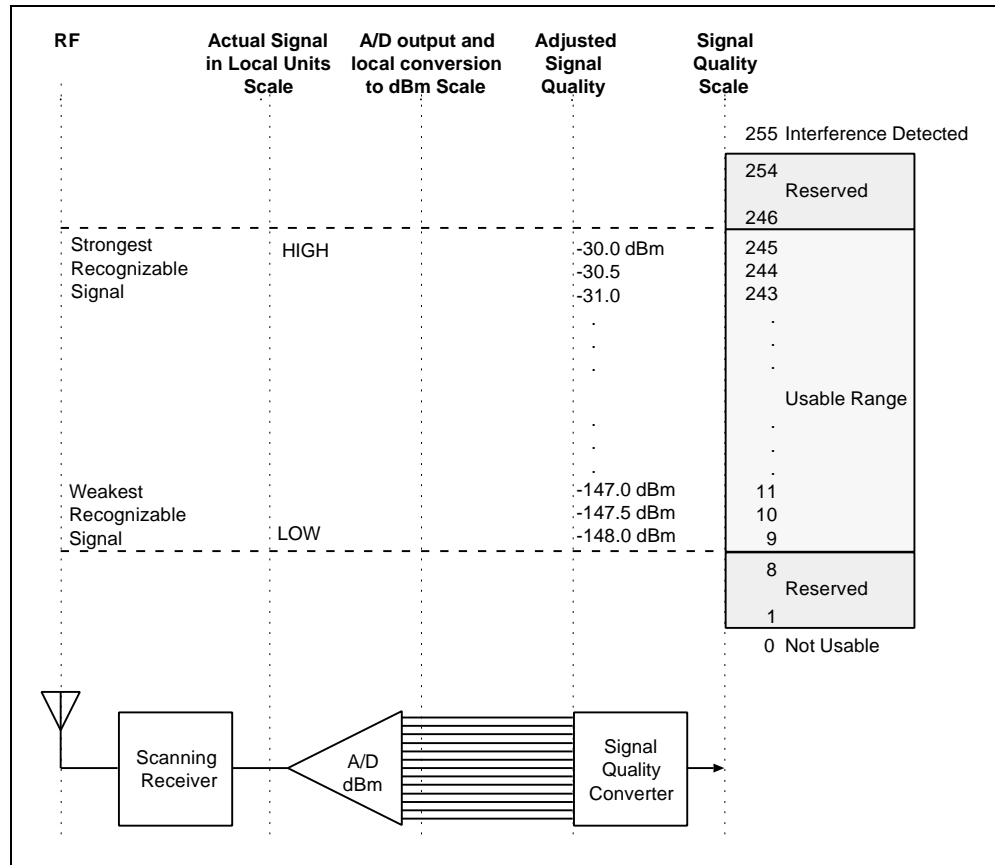 RF
Actual Signal
in Local Units
Scale
A/D output and
local conversion
to dBm Scale
Adjusted
Signal
Quality
Signal
Quality
Scale
255 Interference Detected
254
Reserved
246
Strongest
Recognizable
Signal
HIGH
-30.0 dBm
-30.5
-31.0
245
244
243
.
.
.
.
.
.
Usable Range
.
.
.
.
.
.
Weakest
Recognizable
Signal
LOW
-147.0 dBm
-147.5 dBm
-148.0 dBm
11
10
9
8
Reserved
1
0 Not Usable
Scanning
Receiver
A/D
dBm
Signal
Quality
Converter